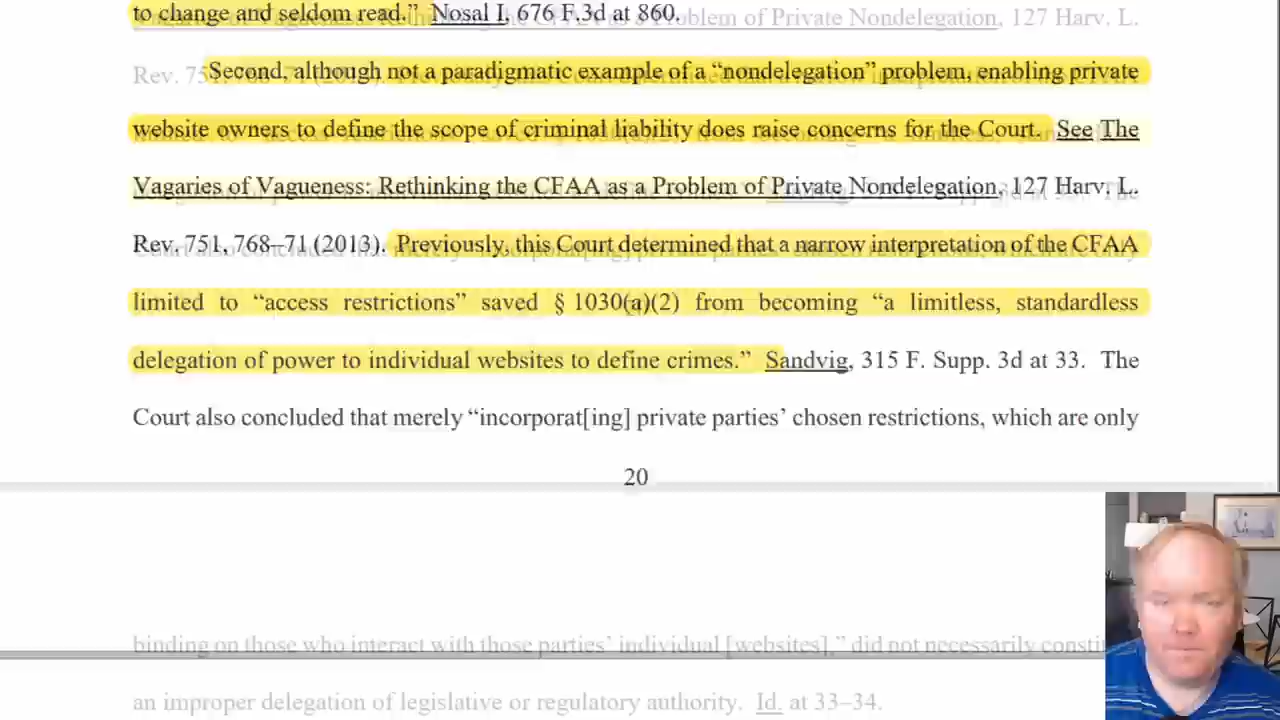 to change and seldom read.” Nosal I, 676 F.3d at 860.
Second, although not a paradigmatic example of a “nondelegation” problem, enabling private
website owners to define the scope of criminal liability does raise concerns for the Court. See The
Vagaries of Vagueness: Rethinking the CFAA as a Problem of Private Nondelegation, 127 Harv. L.
Rev. 751, 768–71 (2013). Previously, this Court determined that a narrow interpretation of the CFAA
limited to “access restrictions” saved § 1030(a)(2) from becoming “a limitless, standardless
delegation of power to individual websites to define crimes.” Sandvig, 315 F. Supp. 3d at 33. The
Court also concluded that merely “incorporat[ing] private parties’ chosen restrictions, which are only
20
binding on those who interact with those parties’ individual [websites],” did not necessarily
an improper delegation of legislative or regulatory authority. Id. at 33–34.